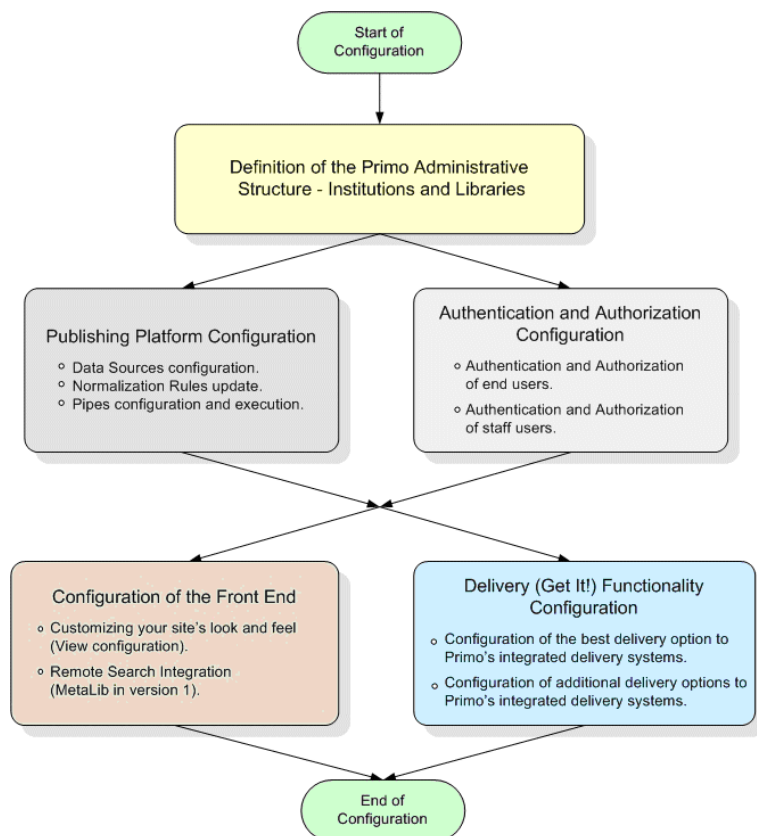 Start of
Configuration
Definition of the Primo Administrative
Structure - Institutions and Libraries
Publishing Platform Configuration
Data Sources configuration.
Normalization Rules update.
Pipes configuration and execution.
Authentication and Authorization
Configuration
Authentication and Authorization
of end users.
Authentication and Authorization
of staff users.
Configuration of the Front End
Customizing your site's look and feel
(View configuration).
Remote Search Integration
(MetaLib in version 1).
Delivery (Get It!) Functionality
Configuration
Configuration of the best delivery option to
Primo's integrated delivery systems.
Configuration of additional delivery options to
Primo's integrated delivery systems.
End of
Configuration